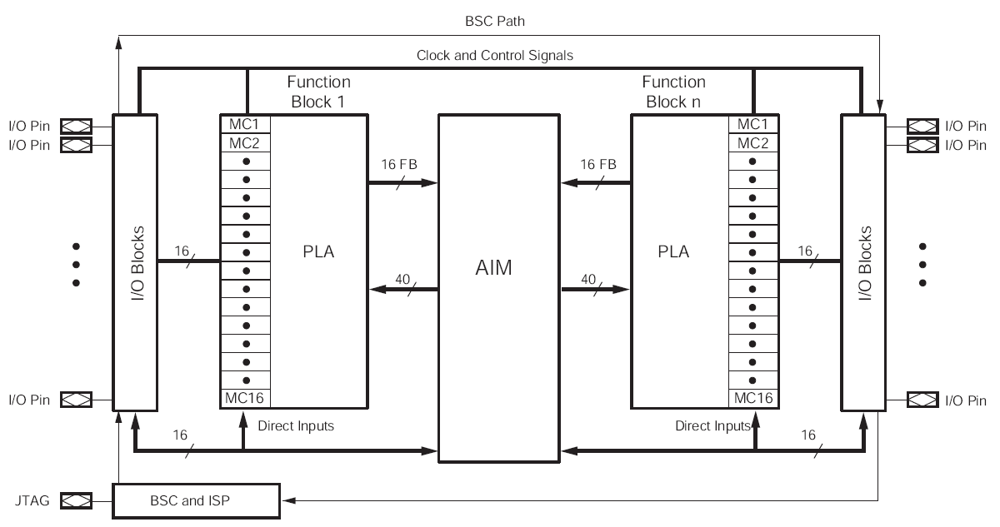 BSC Path
Clock and Control Signals
Function
Block 1
Function
Block n
I/O Pin
I/O Pin
I/O Pin
I/O Blocks
MC1
MC2
MC16
16
PLA
16 FB
40
AIM
16 FB
40
PLA
MC1
MC2
MC16
16
I/O Blocks
I/O Pin
I/O Pin
I/O Pin
Direct Inputs
16
Direct Inputs
16
JTAG
BSC and ISP